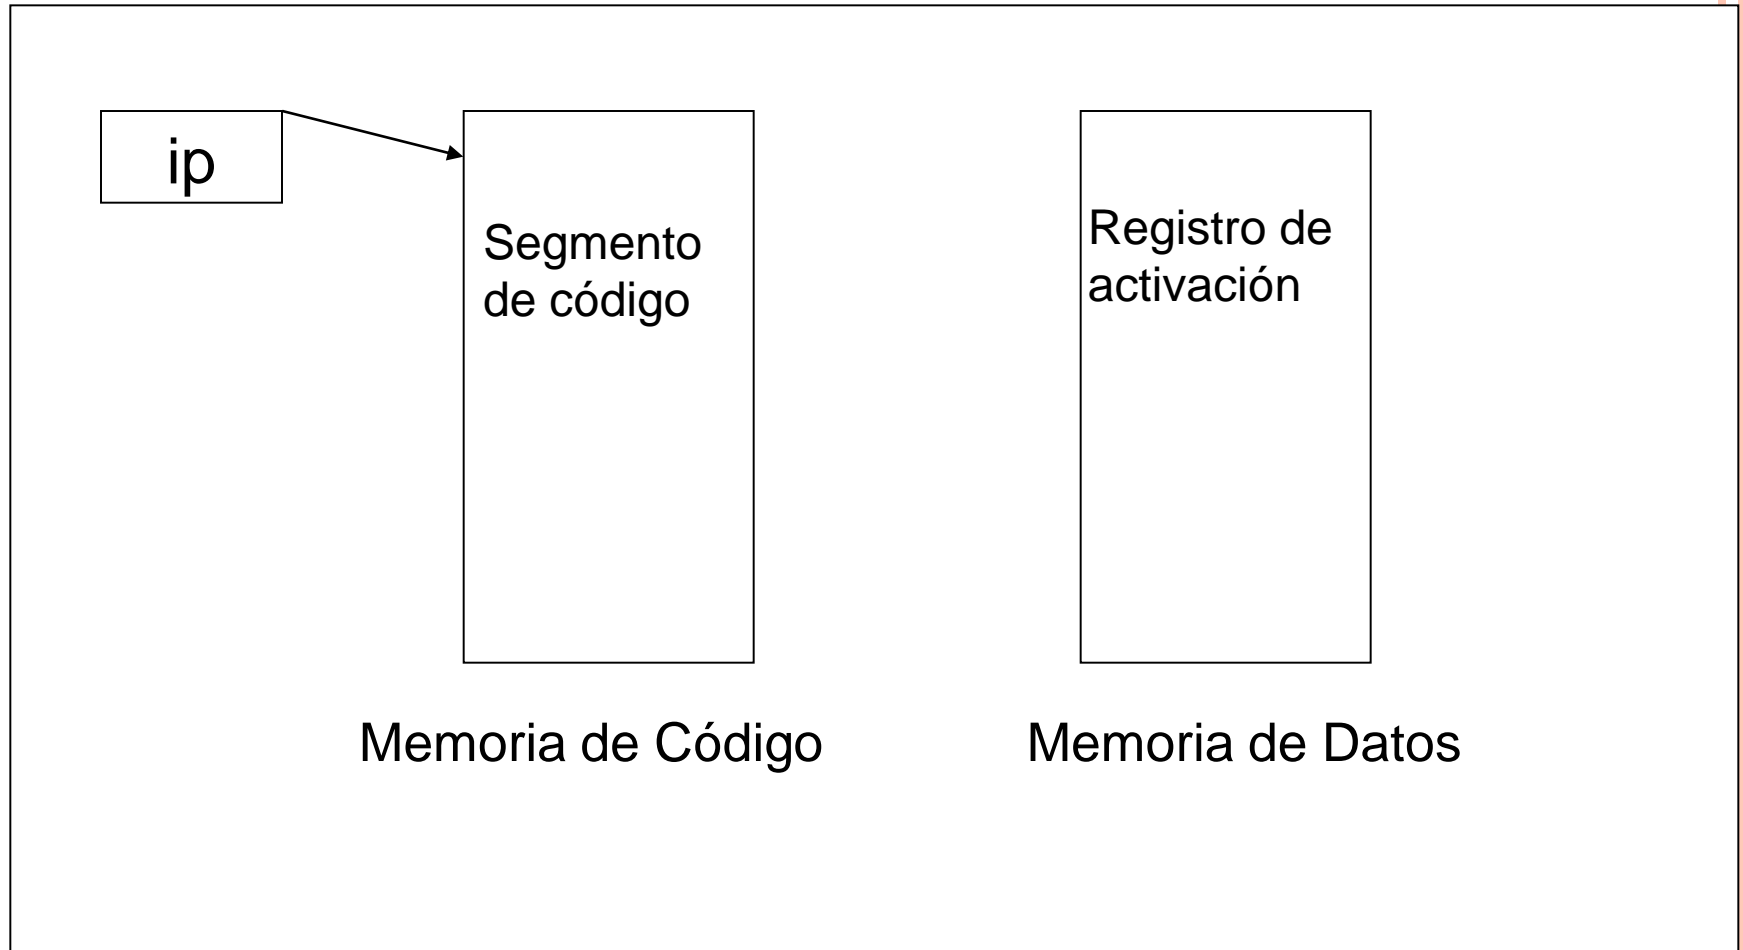 ip
Segmento
de código
Registro de
activación
Memoria de Código
Memoria de Datos